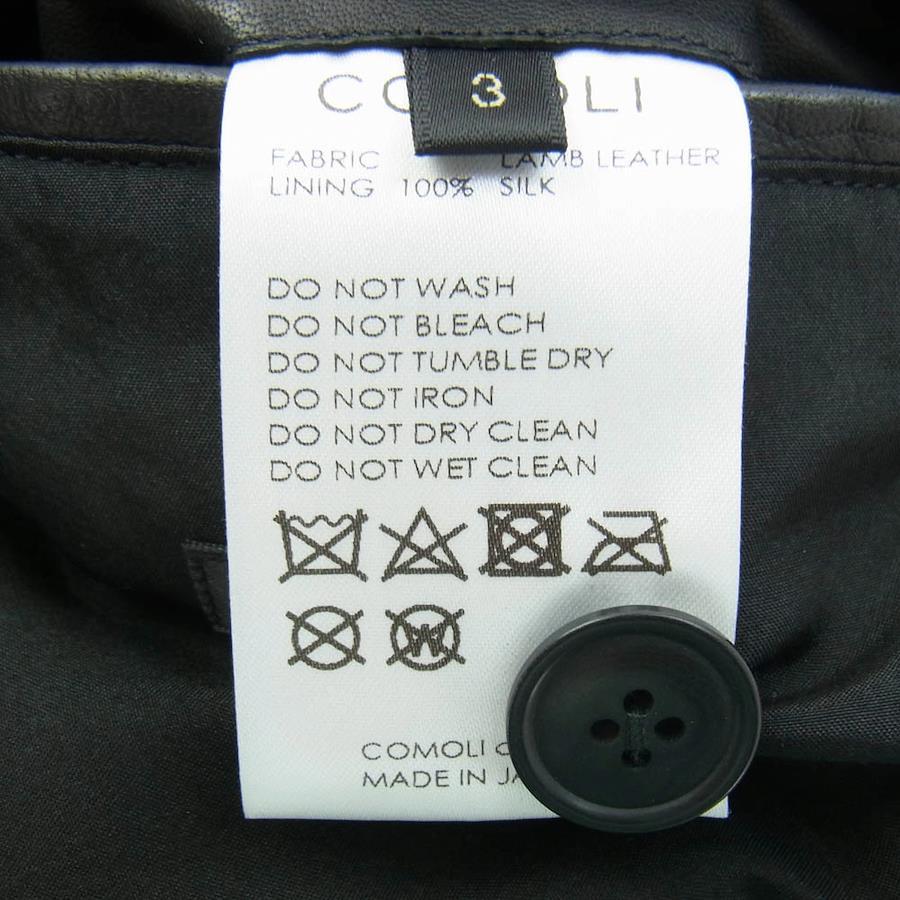 3
FABRIC LAMB LEATHER
LINING 100% SILK
DO NOT WASH
DO NOT BLEACH
DO NOT TUMBLE DRY
DO NOT IRON
DO NOT DRY CLEAN
DO NOT WET CLEAN
W
COMOLI
MADE IN